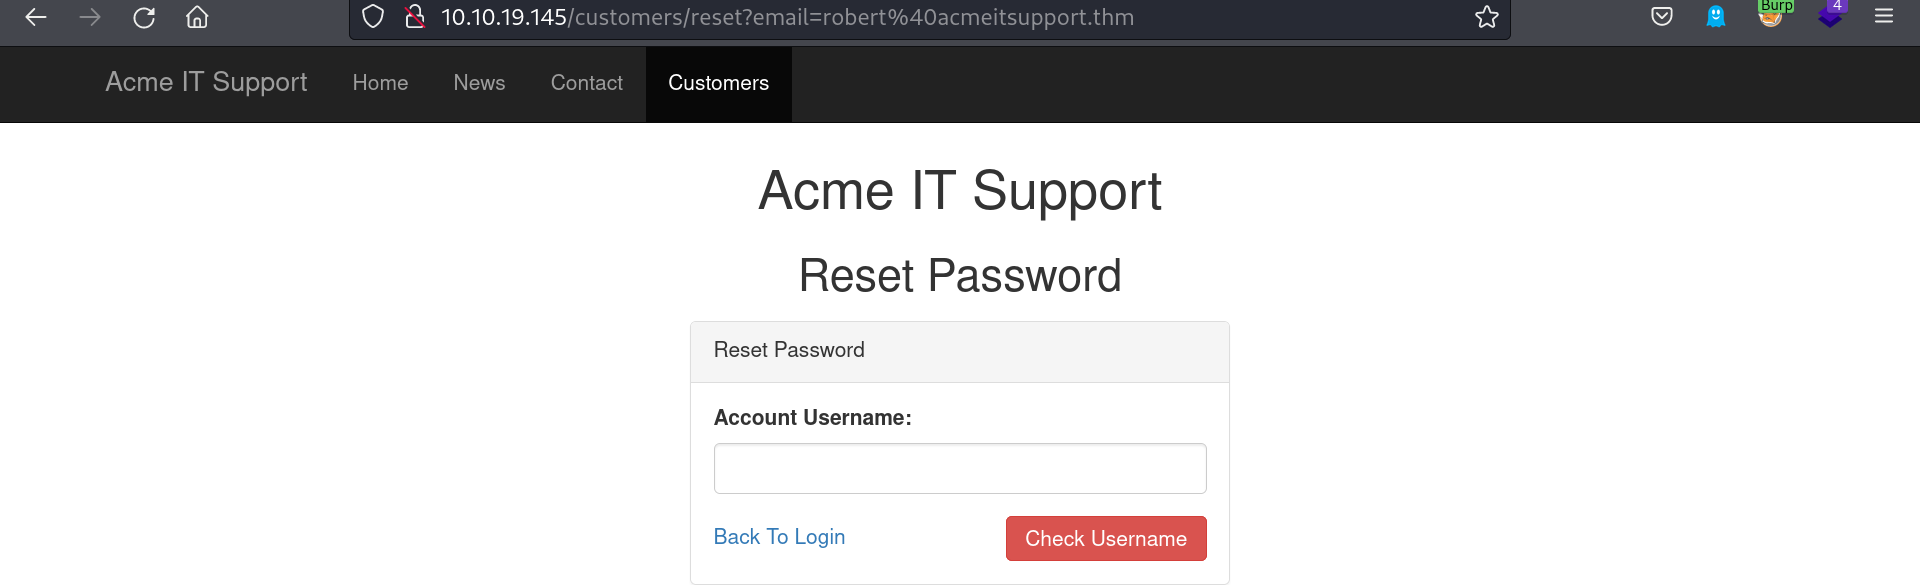 10.10.19.145/customers/reset?email=robert%40acmeitsupport.thm
Burp
4
Acme IT Support Home News Contact Customers
Acme IT Support
Reset Password
Reset Password
Account Username:
Back To Login Check Username